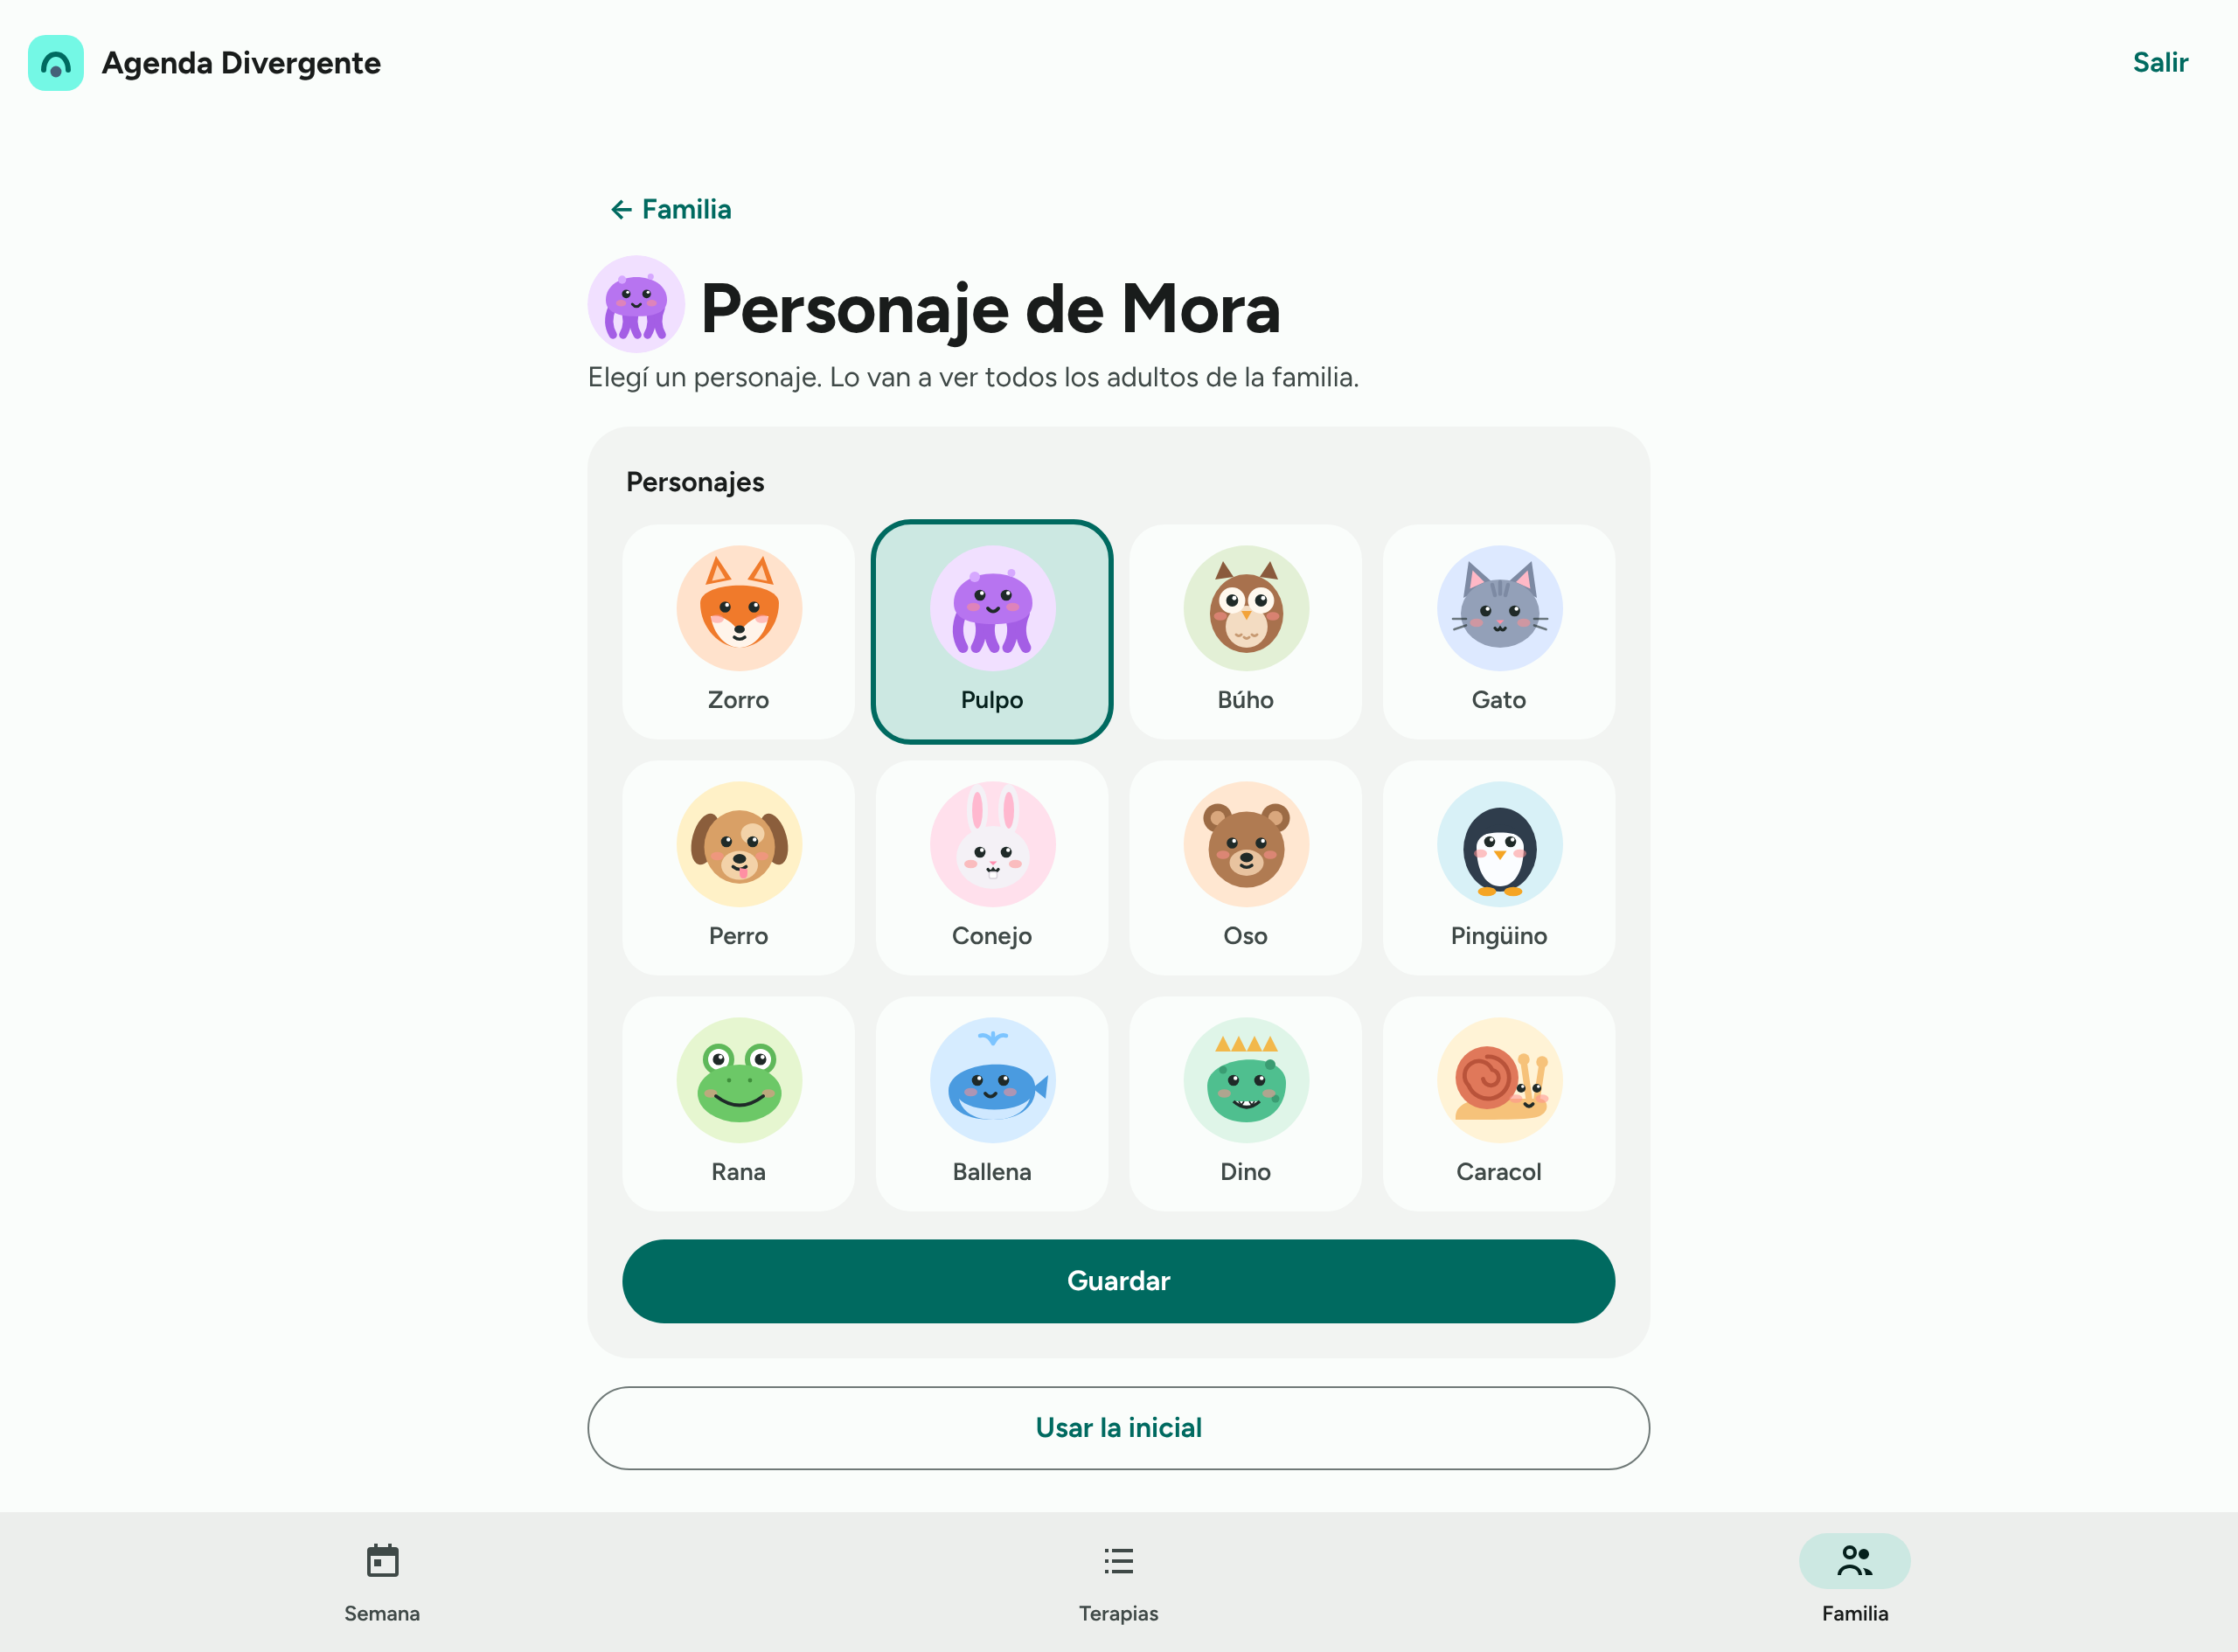 Agenda Divergente
Salir
← Familia
Personaje de Mora
Elegí un personaje. Lo van a ver todos los adultos de la familia.
Personajes
Zorro
Pulpo
Búho
Gato
Perro
Conejo
Oso
Pingüino
Rana
Ballena
Dino
Caracol
Guardar
Usar la inicial
Semana
Terapias
Familia